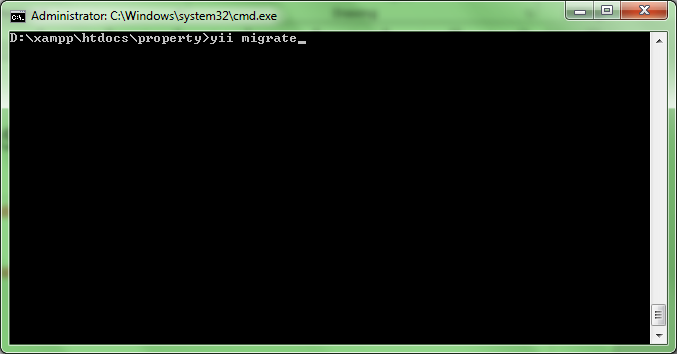 Administrator: C:\Windows\system32\cmd.exe
D:\xampp\htdocs\property>yii migrate_